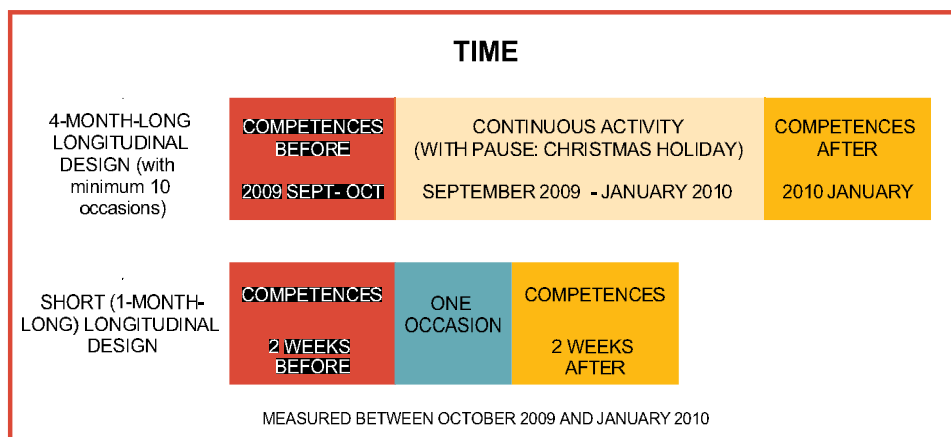 TIME
4-MONTH-LONG
LONGITUDINAL
DESIGN (with
minimum 10
occasions)
COMPETENCES
BEFORE
2009 SEPT- OCT
CONTINUOUS ACTIVITY
(WITH PAUSE: CHRISTMAS HOLIDAY)
SEPTEMBER 2009 - JANUARY 2010
COMPETENCES
AFTER
2010 JANUARY
SHORT (1-MONTH-
LONG) LONGITUDINAL
DESIGN
COMPETENCES
2 WEEKS
BEFORE
ONE
OCCASION
COMPETENCES
2 WEEKS
AFTER
MEASURED BETWEEN OCTOBER 2009 AND JANUARY 2010